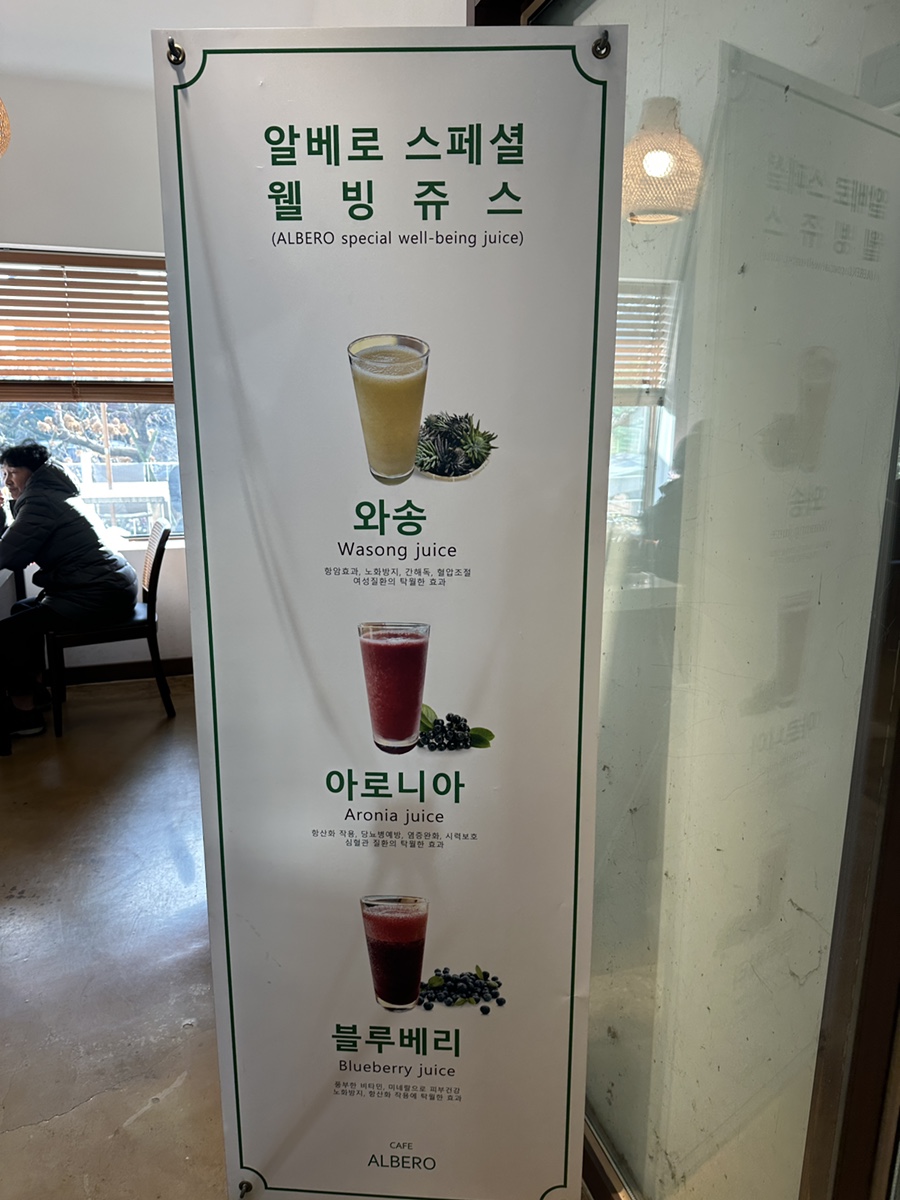 알베로 스페셜
웰 빙 쥬 스
(ALBERO special well-being juice)
와송
Wasong juice
항암효과, 노화방지, 간해독, 혈압조절
여성질환의 탁월한 효과
아로니아
Aronia juice
항산화 작용, 당뇨병예방, 염증완화, 시력보호
심혈관 질환의 탁월한 효과
블루베리
Blueberry juice
풍부한 비타민, 미네랄으로 피부건강
노화방지, 항산화 작용에 탁월한 효과
CAFE
ALBERO